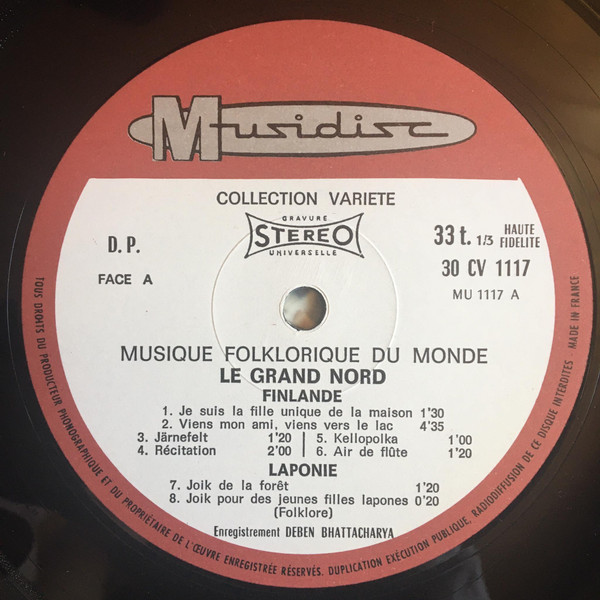 Musidisc
COLLECTION VARIETE
GRAVURE
STEREO
UNIVERSELLE
D. P.
FACE A
33 t. 1/3 HAUTE FIDELITE
30 CV 1117
MU 1117 A
MUSIQUE FOLKLORIQUE DU MONDE
LE GRAND NORD
FINLANDE
1. Je suis la fille unique de la maison 1'30
2. Viens mon ami, viens vers le lac 4'35
3. Järnefelt 1'20 5. Kellopolka 1'00
4. Récitation 2'00 6. Air de flûte 1'20
LAPONIE
7. Joik de la forêt 1'20
8. Joik pour des jeunes filles lapones 0'20
(Folklore)
Enregistrement DEBEN BHATTACHARYA
TOUS DROITS DU PRODUCTEUR PHONOGRAPHIQUE ET DU PROPRIÉTAIRE DE L'ŒUVRE ENREGISTRÉE RÉSERVÉS. DUPLICATION EXÉCUTION PUBLIQUE, RADIODIFFUSION DE CE DISQUE INTERDITES MADE IN FRANCE